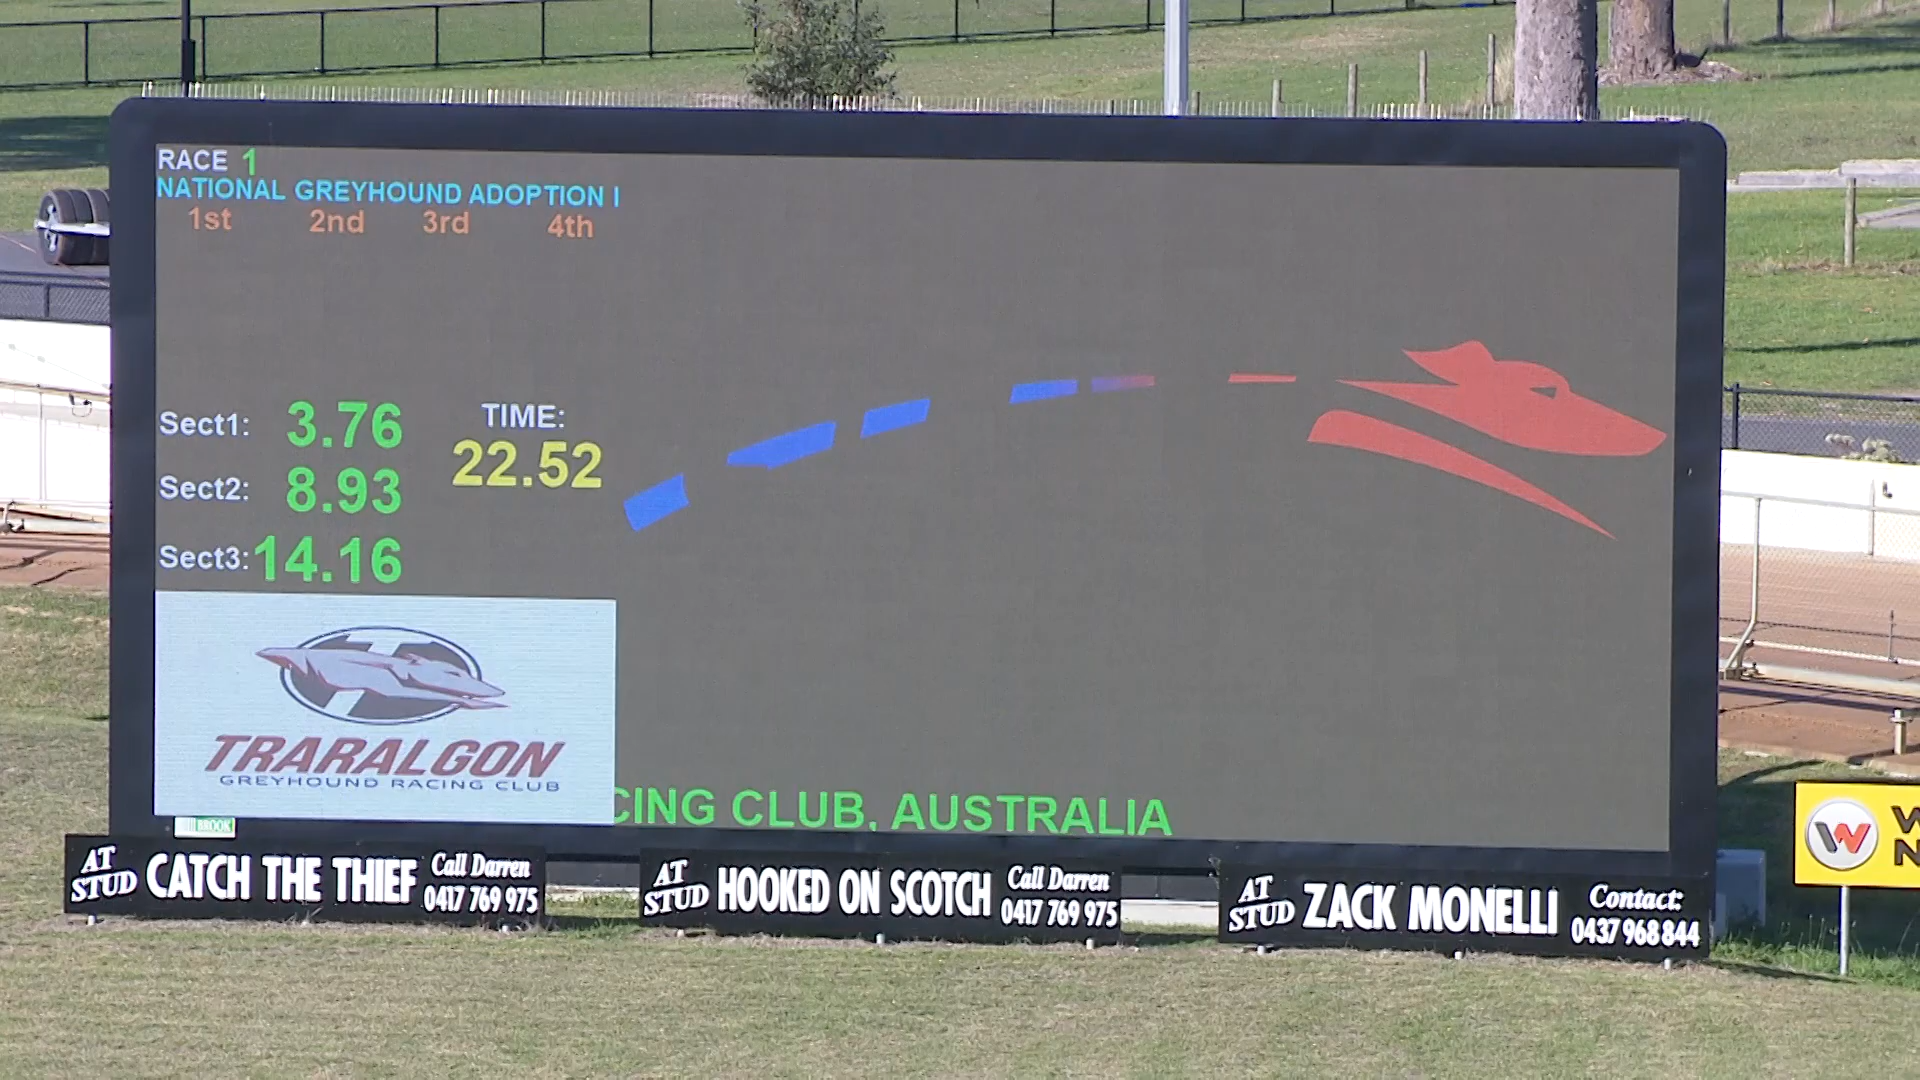 RACE 1
NATIONAL GREYHOUND ADOPTION
1st 2nd 3rd 4th
Sect1: 3.76
TIME:
22.52
Sect2: 8.93
Sect3: 14.16
TRARALGON
GREYHOUND RACING CLUB
CING CLUB, AUSTRALIA
BROOK
AT STUD CATCH THE THIEF Call Darren 0417 769 975
AT STUD HOOKED ON SCOTCH Call Darren 0417 769 975
AT STUD ZACK MONELLI Contact: 0437 968 844
W
W
N